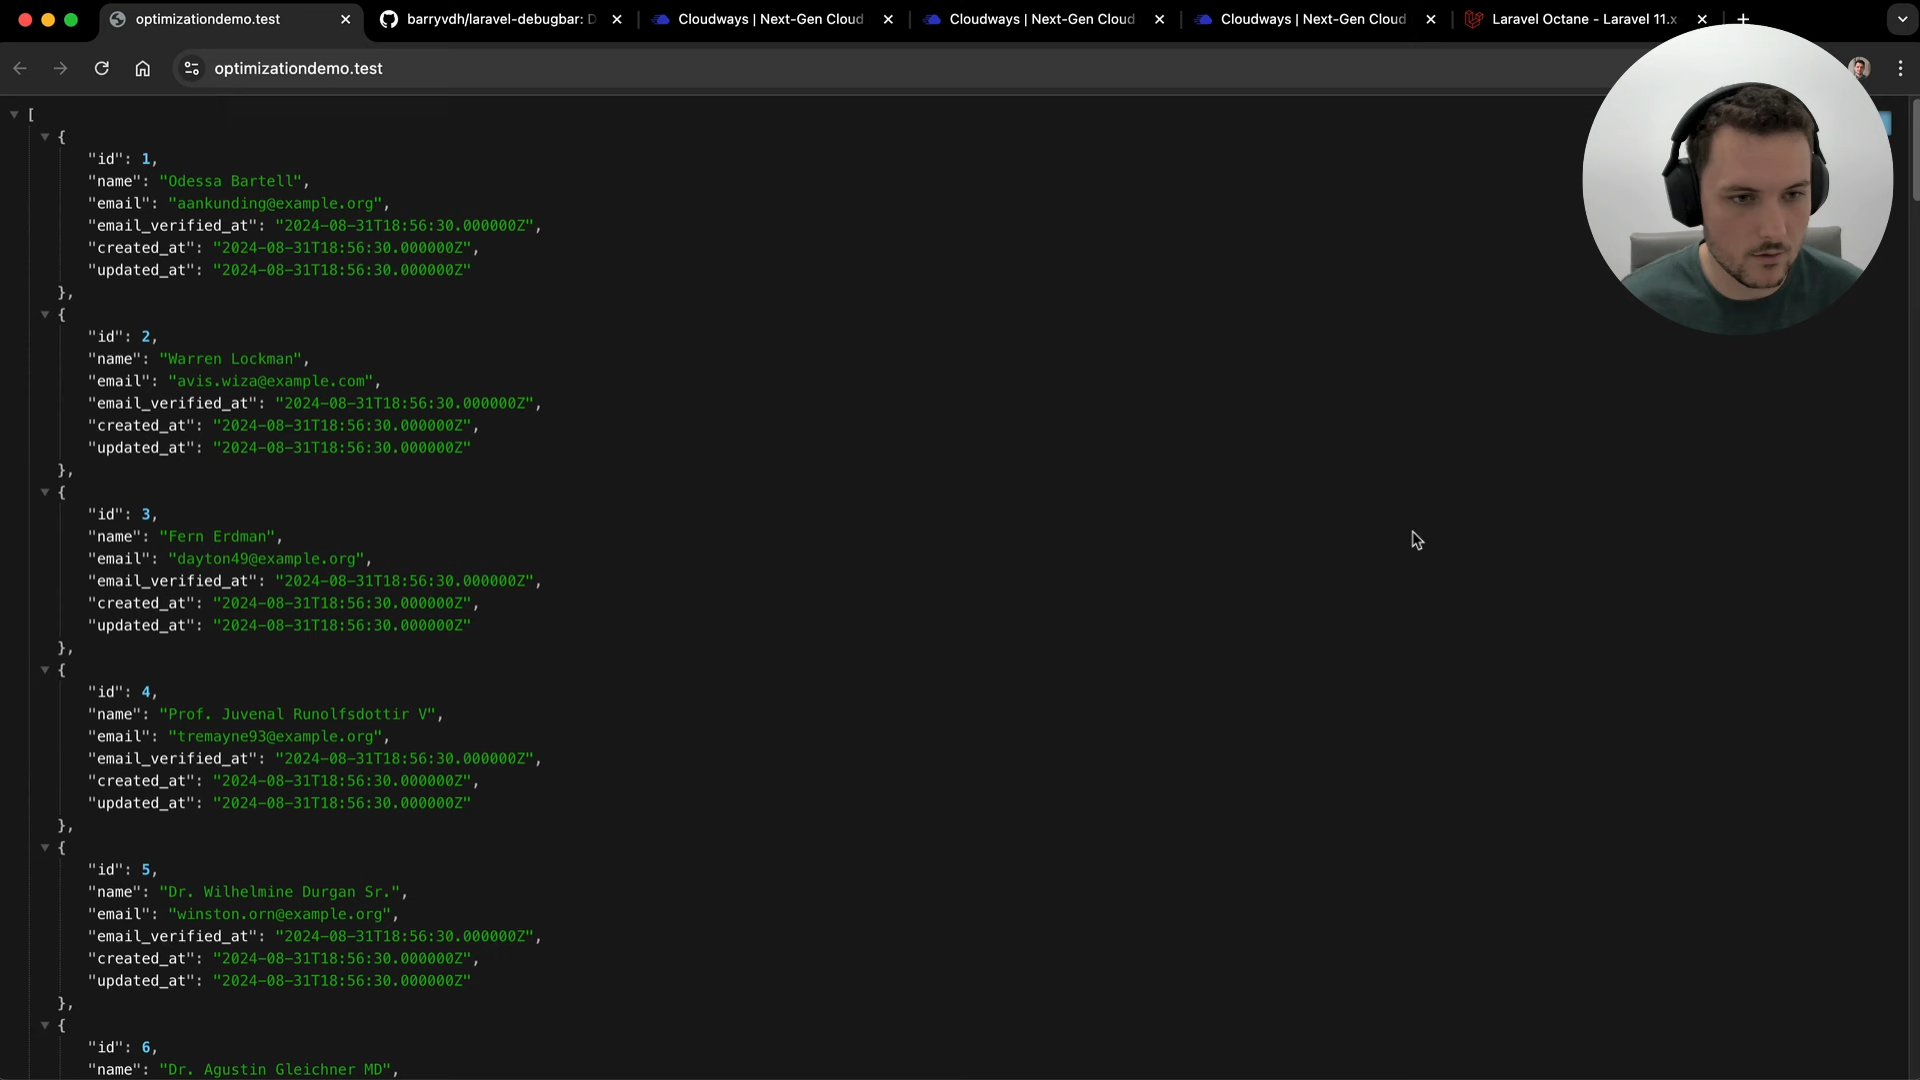 optimizationdemo.test
barryvdh/laravel-debugbar: D
Cloudways | Next-Gen Cloud
Cloudways | Next-Gen Cloud
Cloudways | Next-Gen Cloud
Laravel Octane - Laravel 11.x
optimizationdemo.test
[
{
"id": 1,
"name": "Odessa Bartell",
"email": "aankunding@example.org",
"email_verified_at": "2024-08-31T18:56:30.000000Z",
"created_at": "2024-08-31T18:56:30.000000Z",
"updated_at": "2024-08-31T18:56:30.000000Z"
},
{
"id": 2,
"name": "Warren Lockman",
"email": "avis.wiza@example.com",
"email_verified_at": "2024-08-31T18:56:30.000000Z",
"created_at": "2024-08-31T18:56:30.000000Z",
"updated_at": "2024-08-31T18:56:30.000000Z"
},
{
"id": 3,
"name": "Fern Erdman",
"email": "dayton49@example.org",
"email_verified_at": "2024-08-31T18:56:30.000000Z",
"created_at": "2024-08-31T18:56:30.000000Z",
"updated_at": "2024-08-31T18:56:30.000000Z"
},
{
"id": 4,
"name": "Prof. Juvenal Runolfsdottir V",
"email": "tremayne93@example.org",
"email_verified_at": "2024-08-31T18:56:30.000000Z",
"created_at": "2024-08-31T18:56:30.000000Z",
"updated_at": "2024-08-31T18:56:30.000000Z"
},
{
"id": 5,
"name": "Dr. Wilhelmine Durgan Sr.",
"email": "winston.orn@example.org",
"email_verified_at": "2024-08-31T18:56:30.000000Z",
"created_at": "2024-08-31T18:56:30.000000Z",
"updated_at": "2024-08-31T18:56:30.000000Z"
},
{
"id": 6,
"name": "Dr. Agustin Gleichner MD",